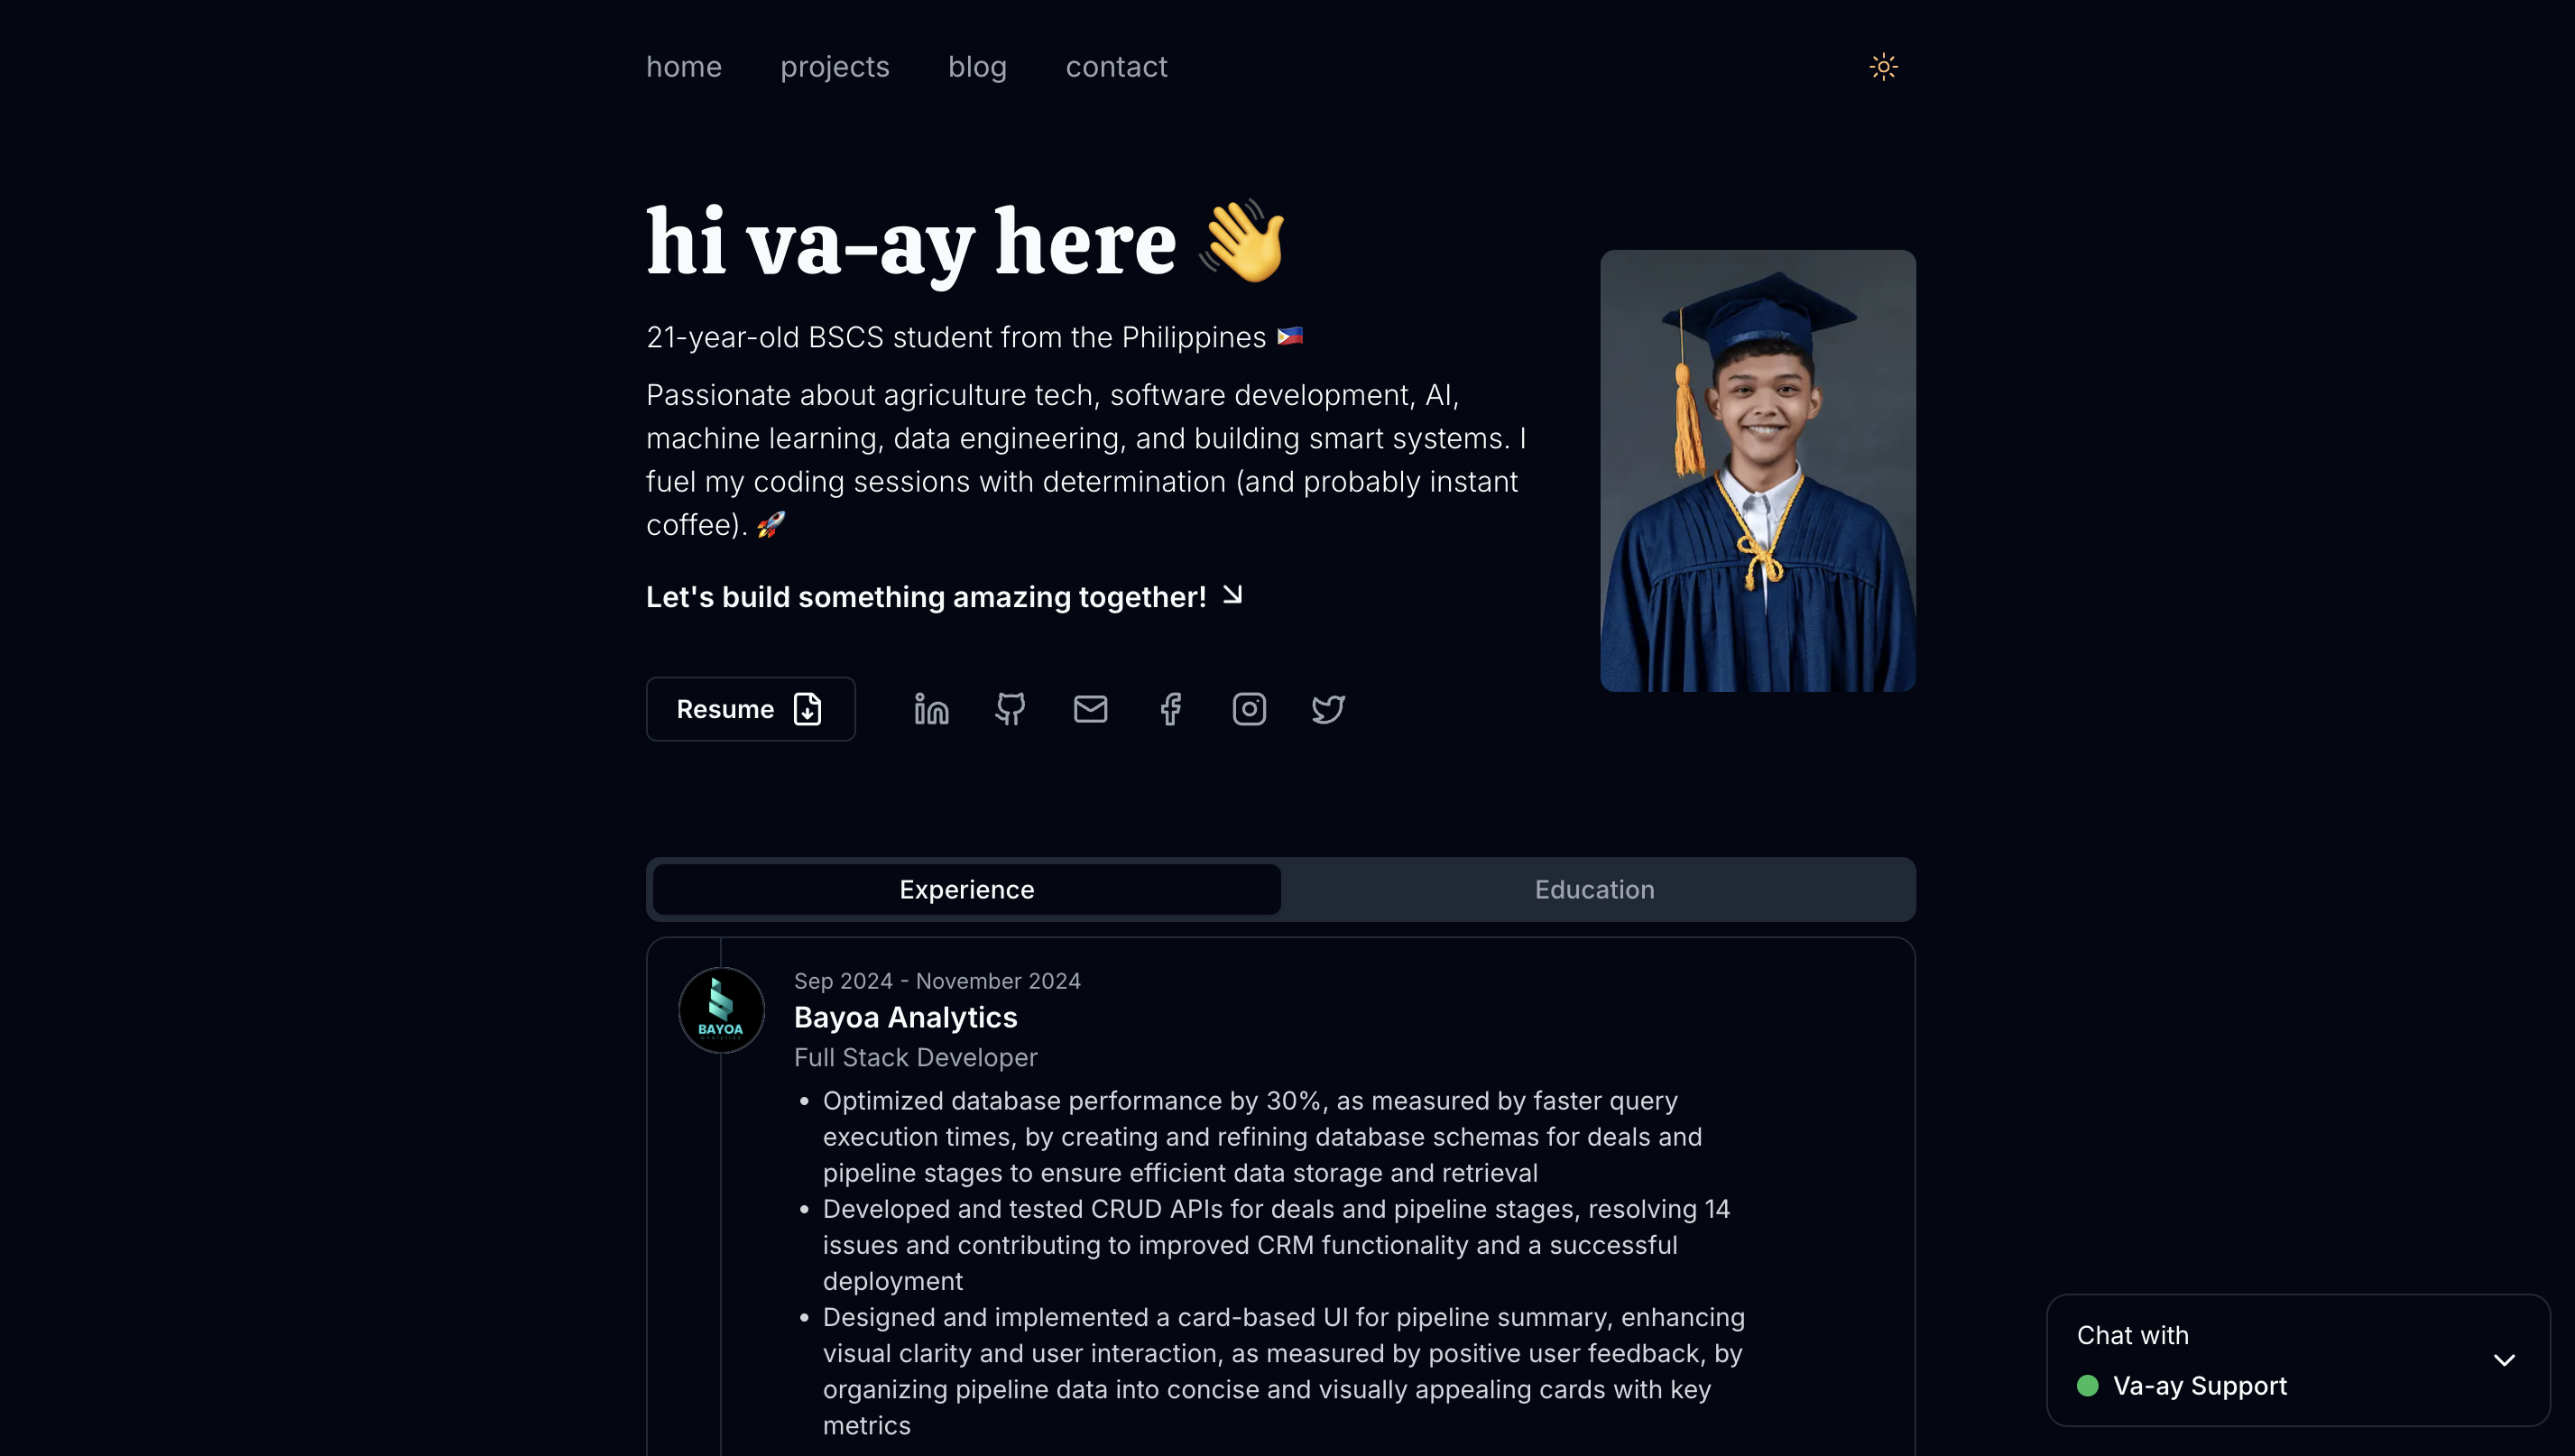 home projects blog contact
hi va-ay here 👋
21-year-old BSCS student from the Philippines 🇵🇭
Passionate about agriculture tech, software development, AI,
machine learning, data engineering, and building smart systems. I
fuel my coding sessions with determination (and probably instant
coffee). 🚀
Let's build something amazing together!
Resume
Experience Education
Sep 2024 - November 2024
BAYOA
Analytics
Bayoa Analytics
Full Stack Developer
• Optimized database performance by 30%, as measured by faster query
execution times, by creating and refining database schemas for deals and
pipeline stages to ensure efficient data storage and retrieval
• Developed and tested CRUD APIs for deals and pipeline stages, resolving 14
issues and contributing to improved CRM functionality and a successful
deployment
• Designed and implemented a card-based UI for pipeline summary, enhancing
visual clarity and user interaction, as measured by positive user feedback, by
organizing pipeline data into concise and visually appealing cards with key
metrics
Chat with
Va-ay Support